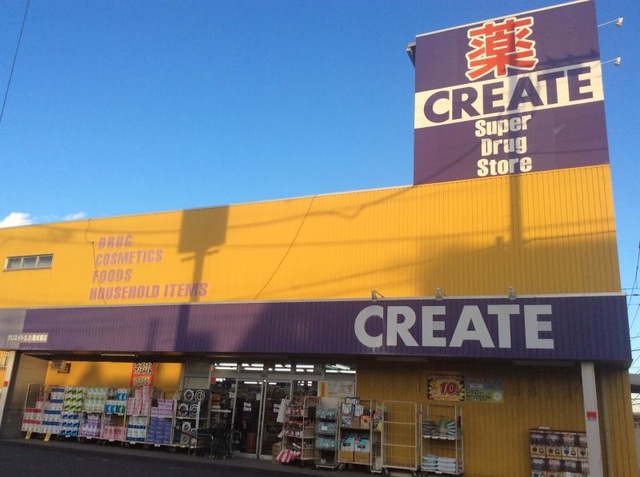 薬
CREATE
Super
Drug
Store
DRUG
COSMETICS
FOODS
HOUSEHOLD ITEMS
CREATE
10